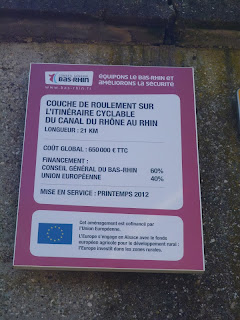 BAS-RHIN
www.bas-rhin.fr
ÉQUIPONS LE BAS-RHIN ET
AMÉLIORONS LA SÉCURITÉ
COUCHE DE ROULEMENT SUR
L'ITINÉRAIRE CYCLABLE
DU CANAL DU RHÔNE AU RHIN
LONGUEUR : 21 KM
COÛT GLOBAL : 650 000 € TTC
FINANCEMENT :
CONSEIL GÉNÉRAL DU BAS-RHIN 60%
UNION EUROPÉENNE 40%
MISE EN SERVICE : PRINTEMPS 2012
Cet aménagement est cofinancé par
l'Union Européenne.
L'Europe s'engage en Alsace avec le fonds
européen agricole pour le développement rural :
l'Europe investit dans les zones rurales.